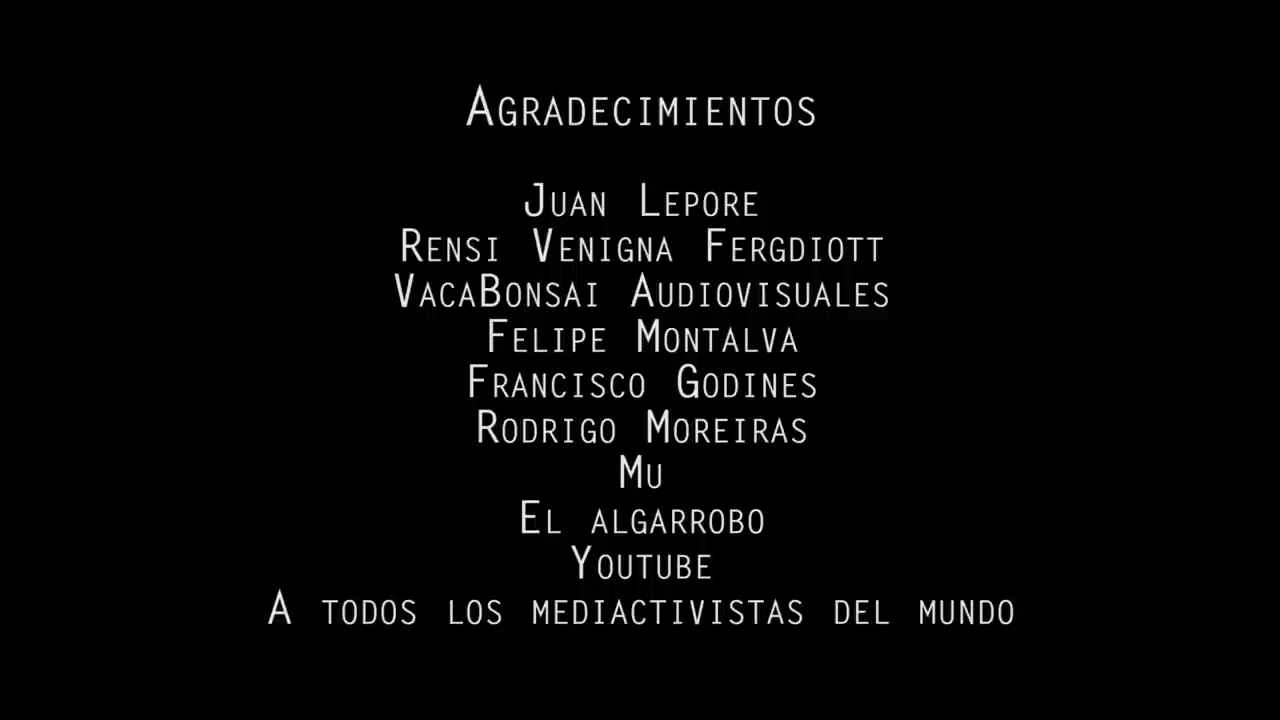 Agradecimientos
Juan Lepore
Rensi Venigna Fergdiott
VacaBonsai Audiovisuales
Felipe Montalva
Francisco Godines
Rodrigo Moreiras
Mu
El algarrobo
Youtube
A todos los mediactivistas del mundo